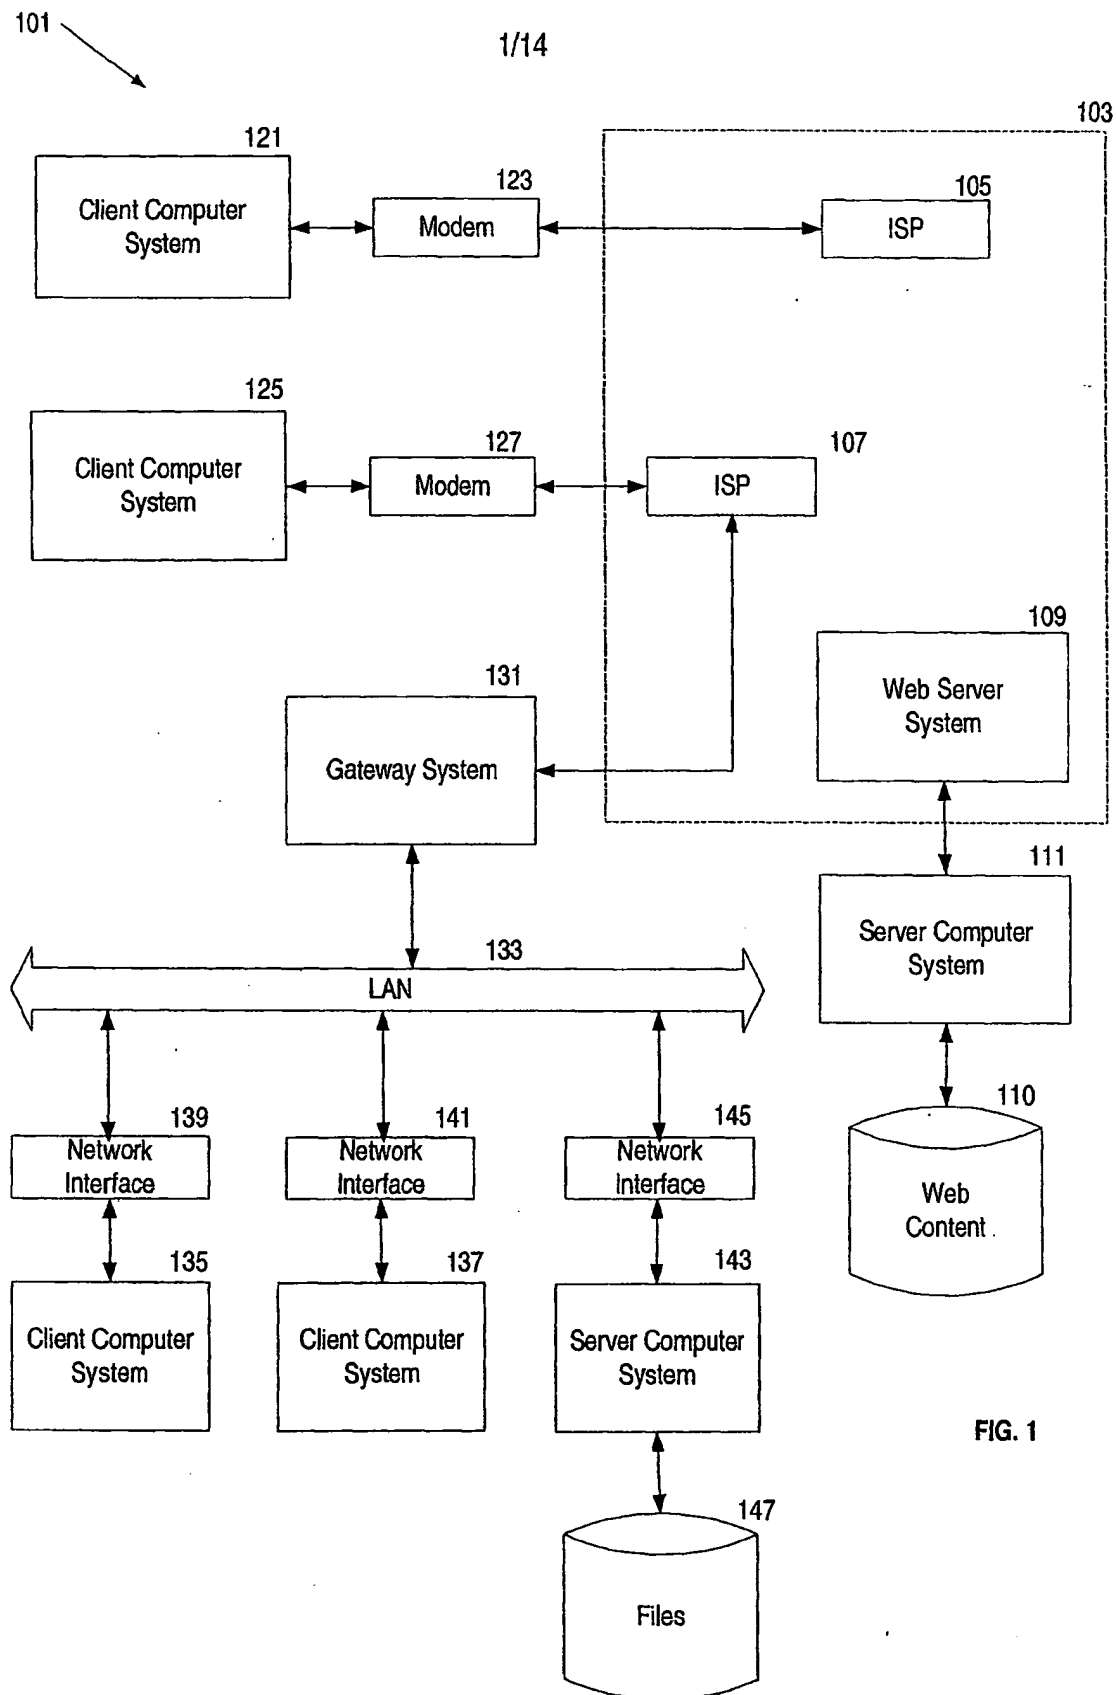 101
1/14
103
121
Client Computer
System
123
Modem
105
ISP
125
Client Computer
System
127
Modem
107
ISP
109
Web Server
System
131
Gateway System
111
Server Computer
System
133
LAN
110
Web
Content
139
Network
Interface
141
Network
Interface
145
Network
Interface
135
Client Computer
System
137
Client Computer
System
143
Server Computer
System
FIG. 1
147
Files